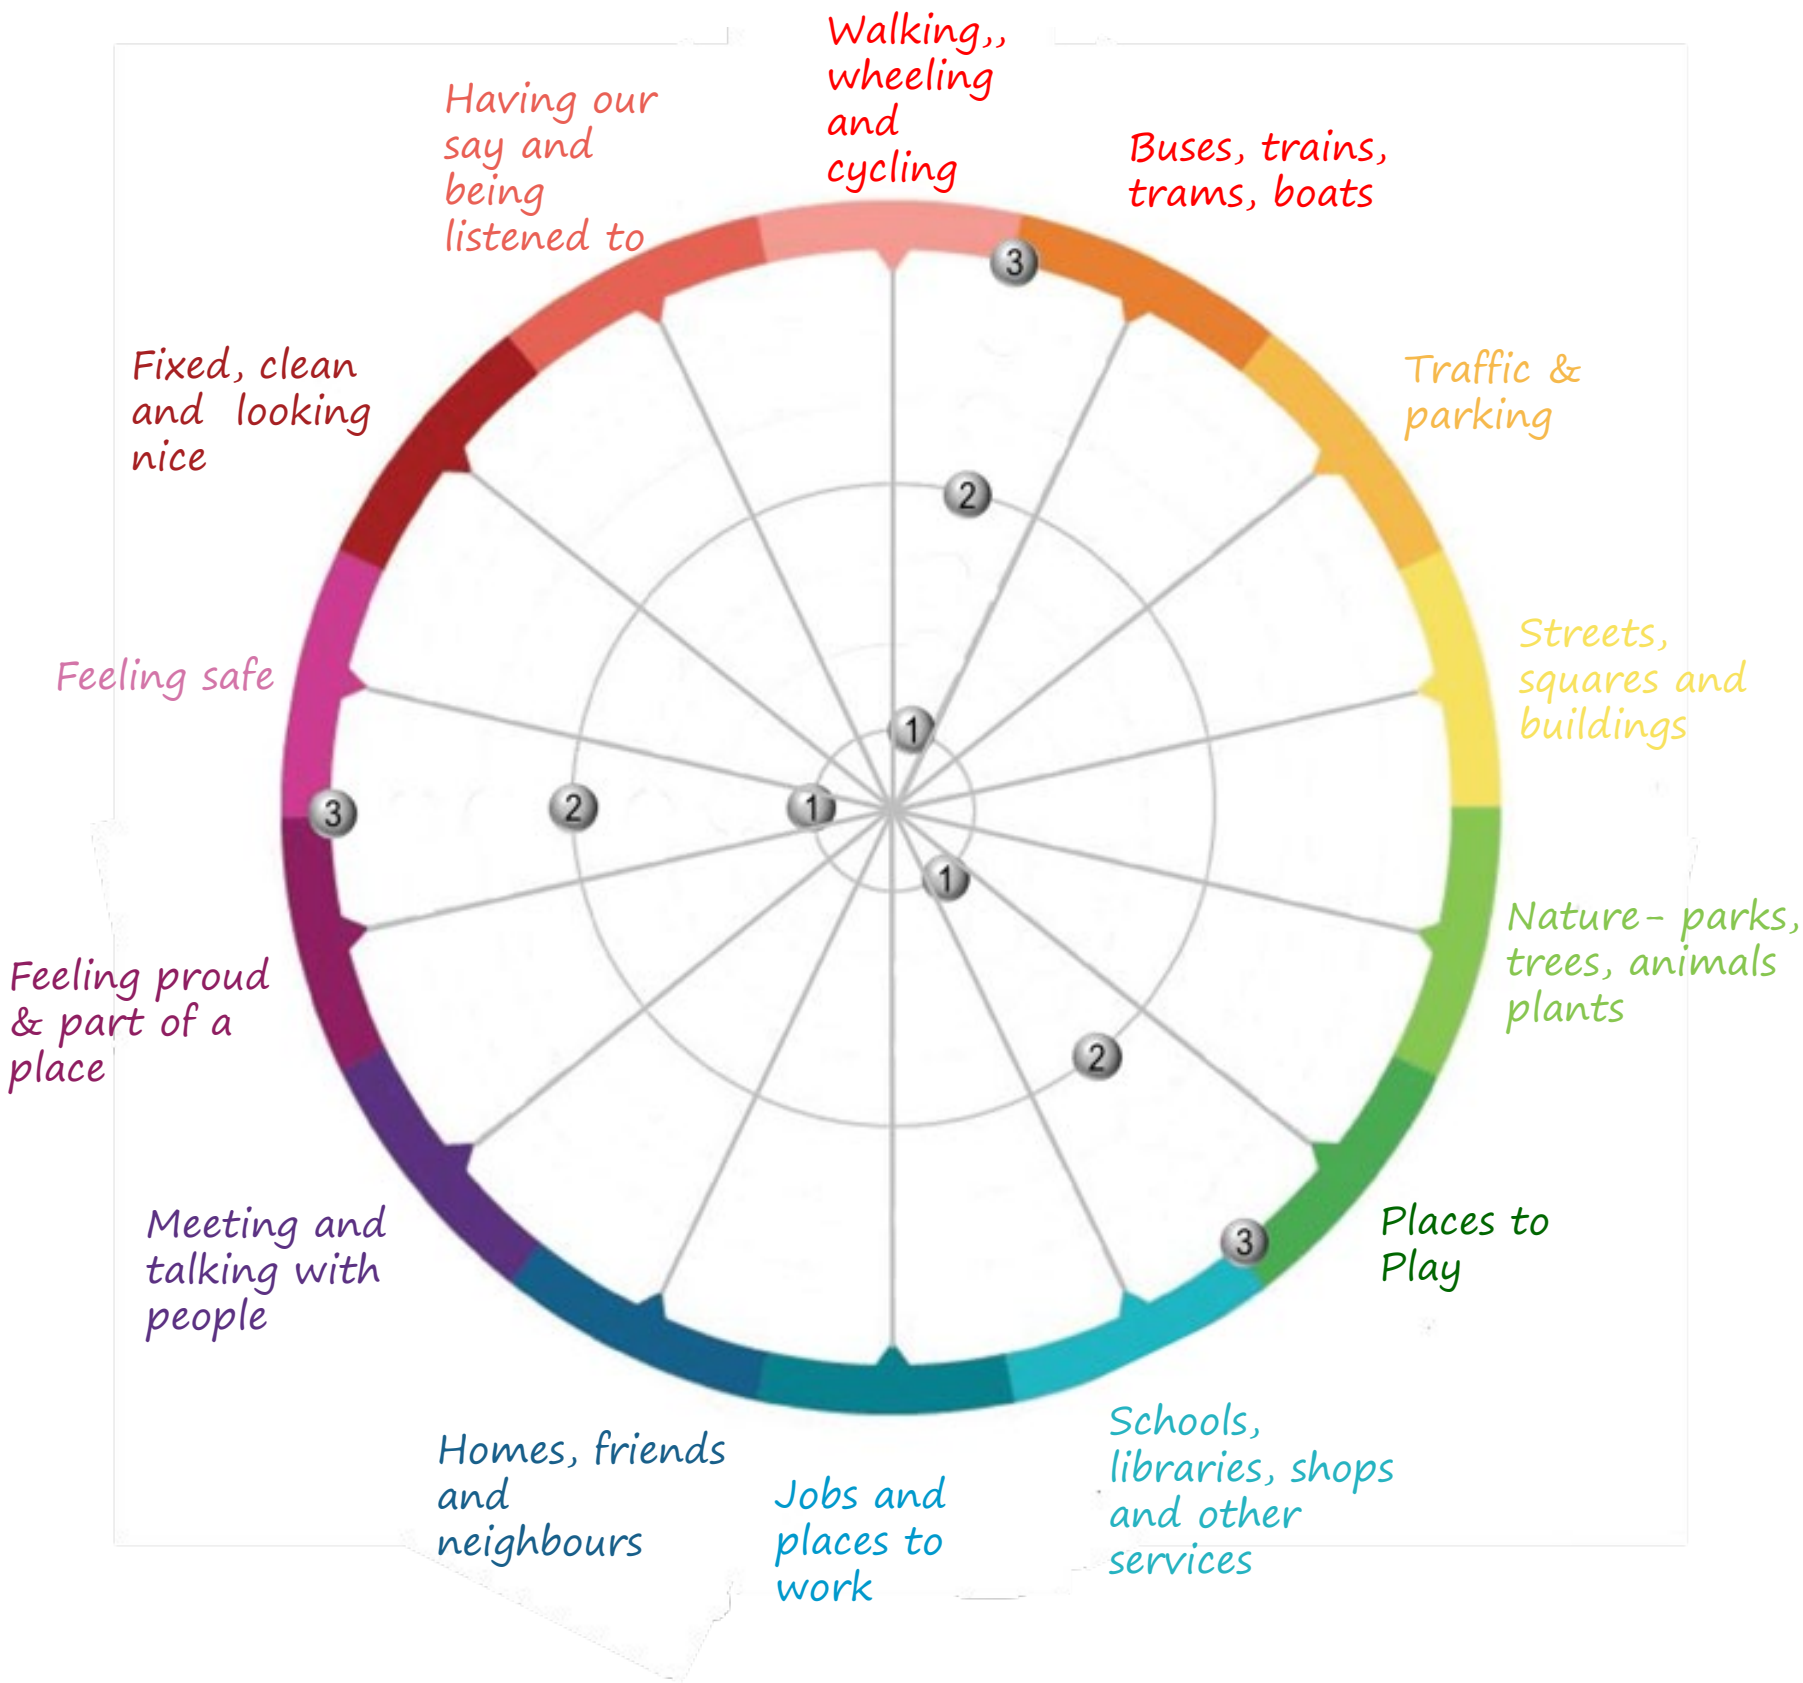 Walking,,
wheeling
and
cycling
Buses, trains,
trams, boats
Traffic &
parking
Streets,
squares and
buildings
Nature- parks,
trees, animals
plants
Places to
Play
Schools,
libraries, shops
and other
services
Jobs and
places to
work
Homes, friends
and
neighbours
Meeting and
talking with
people
Feeling proud
& part of a
place
Feeling safe
Fixed, clean
and looking
nice
Having our
say and
being
listened to
3
2
1
3
2
1
1
2
3